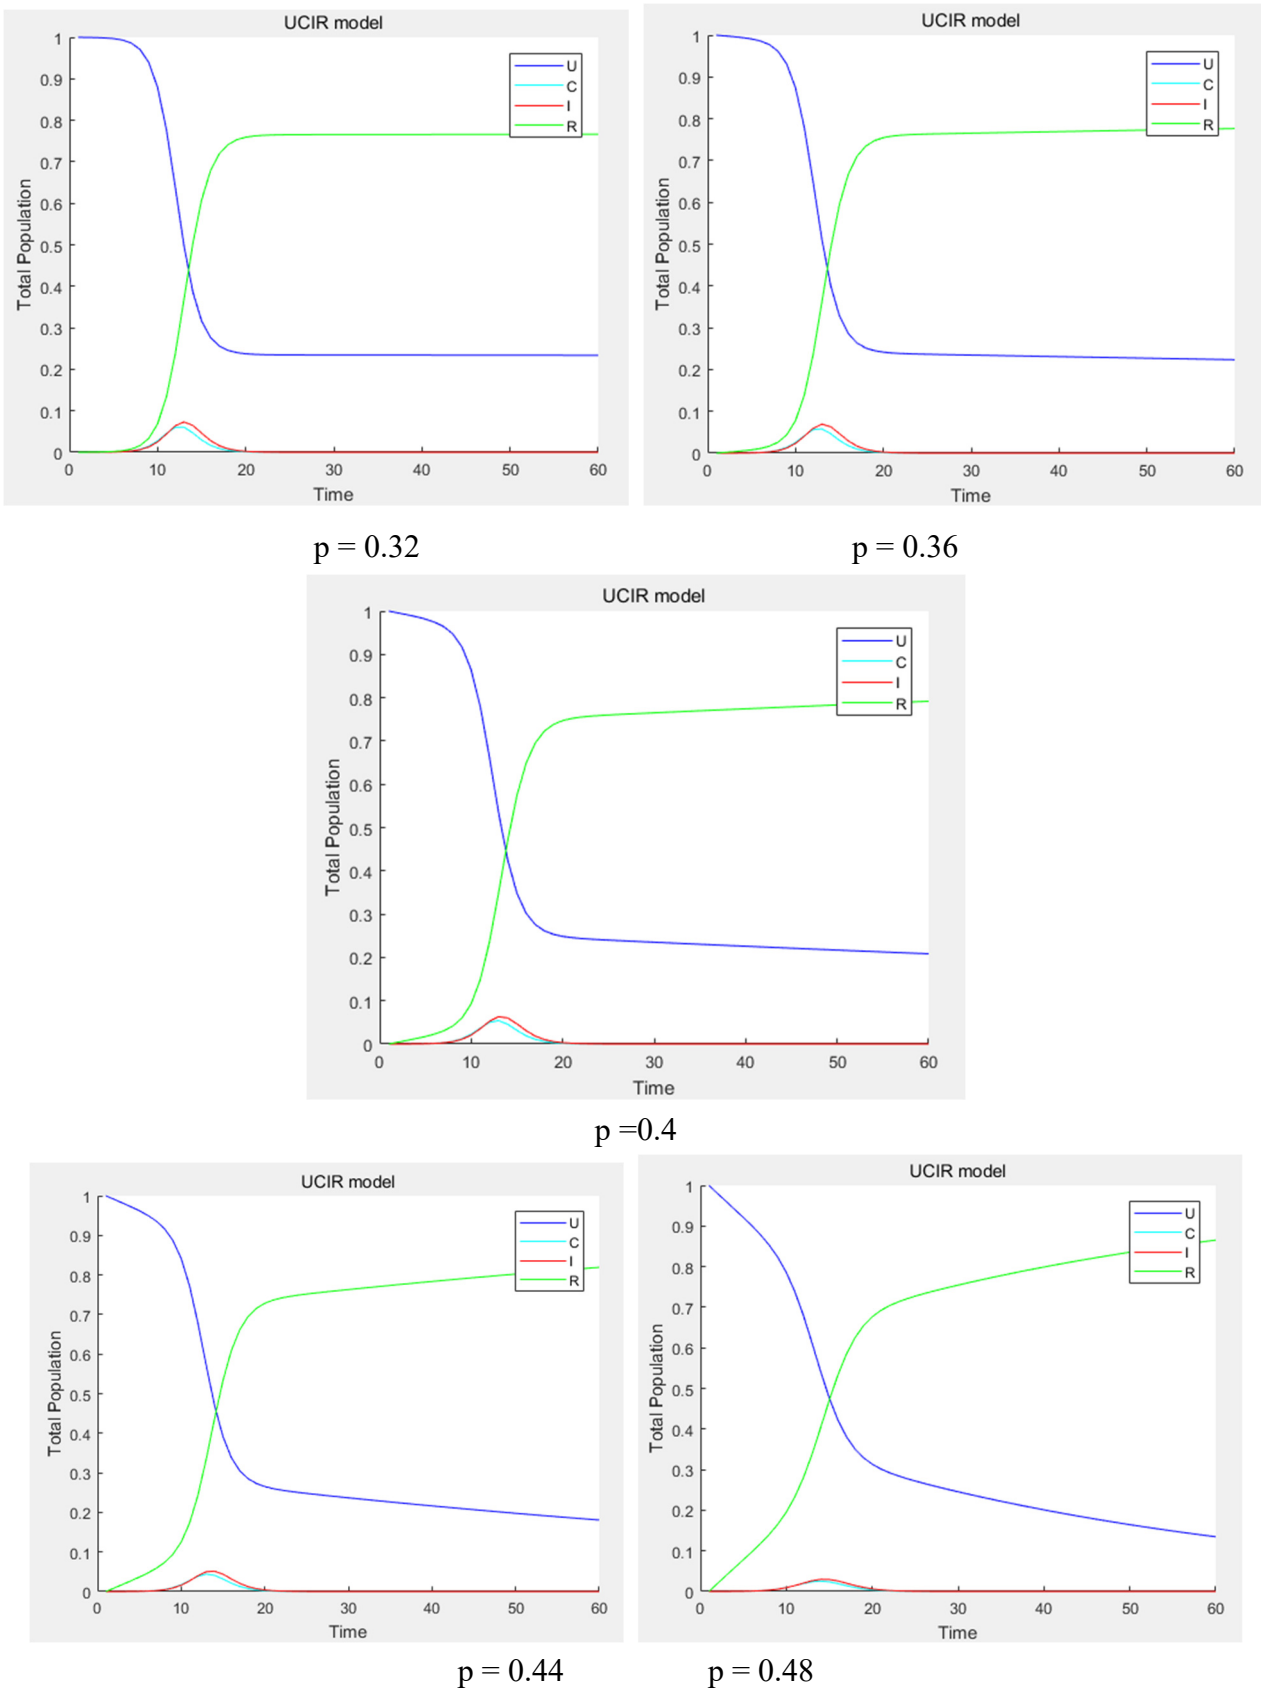 UCIR model
1
0.9
0.8
0.7
0.6
0.5
0.4
0.3
0.2
0.1
0
Total Population
U
C
I
R
0 10 20 30 40 50 60
Time
p = 0.32
UCIR model
1
0.9
0.8
0.7
0.6
0.5
0.4
0.3
0.2
0.1
0
Total Population
U
C
I
R
0 10 20 30 40 50 60
Time
p = 0.36
UCIR model
1
0.9
0.8
0.7
0.6
0.5
0.4
0.3
0.2
0.1
0
Total Population
U
C
I
R
0 10 20 30 40 50 60
Time
p =0.4
UCIR model
1
0.9
0.8
0.7
0.6
0.5
0.4
0.3
0.2
0.1
0
Total Population
U
C
I
R
0 10 20 30 40 50 60
Time
p = 0.44
UCIR model
1
0.9
0.8
0.7
0.6
0.5
0.4
0.3
0.2
0.1
0
Total Population
U
C
I
R
0 10 20 30 40 50 60
Time
p = 0.48